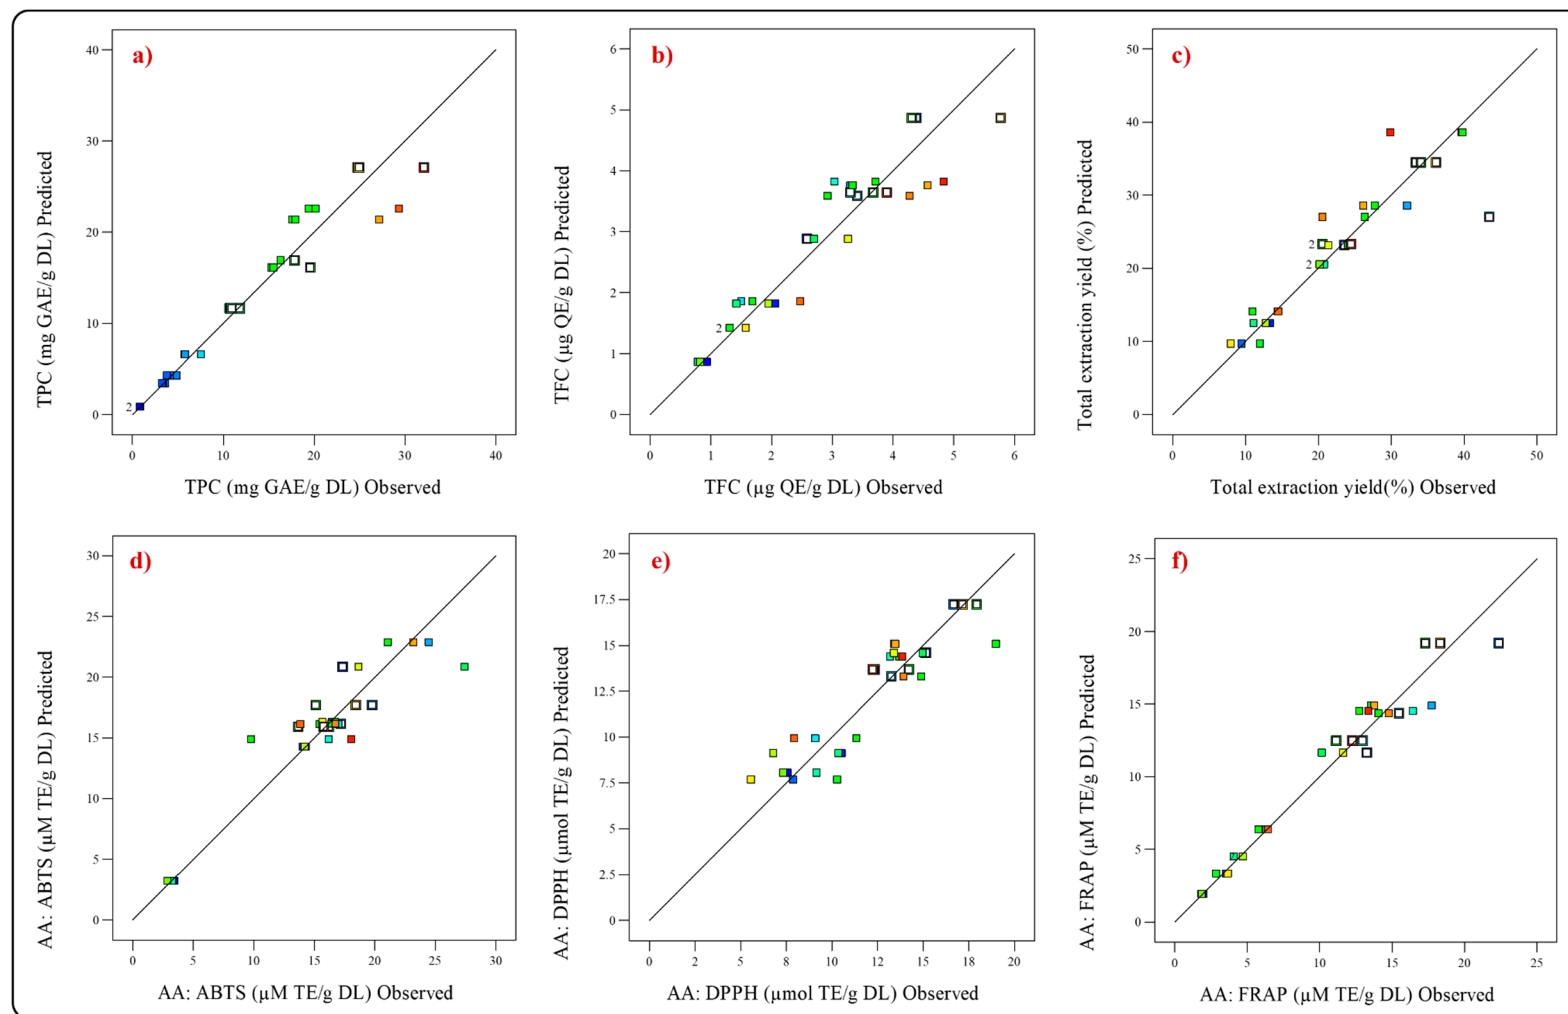 a)
TPC (mg GAE/g DL) Predicted
40
30
20
10
0
2
0 10 20 30 40
TPC (mg GAE/g DL) Observed
b)
TFC (µg QE/g DL) Predicted
6
5
4
3
2
1
0
2
0 1 2 3 4 5 6
TFC (µg QE/g DL) Observed
c)
Total extraction yield (%) Predicted
50
40
30
20
10
0
2
2
0 10 20 30 40 50
Total extraction yield(%) Observed
d)
AA: ABTS (µM TE/g DL) Predicted
30
25
20
15
10
5
0
0 5 10 15 20 25 30
AA: ABTS (µM TE/g DL) Observed
e)
AA: DPPH (µmol TE/g DL) Predicted
20
17.5
15
12.5
10
7.5
5
2.5
0
0 2 5 8 10 12 15 18 20
AA: DPPH (µmol TE/g DL) Observed
f)
AA: FRAP (µM TE/g DL) Predicted
25
20
15
10
5
0
0 5 10 15 20 25
AA: FRAP (µM TE/g DL) Observed